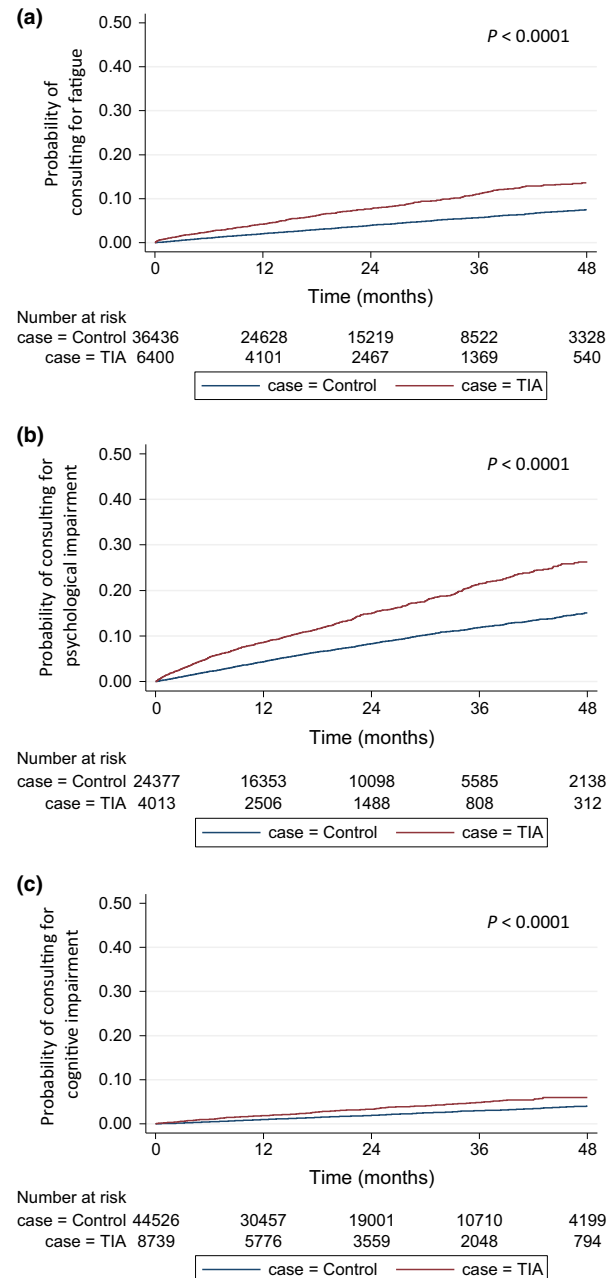 (a)
0.50
P < 0.0001
0.40
0.30
0.20
0.10
0.00
Probability of
consulting for fatigue
0 12 24 36 48
Time (months)
Number at risk
case = Control 36436 24628 15219 8522 3328
case = TIA 6400 4101 2467 1369 540
case = Control case = TIA
(b)
0.50
P < 0.0001
0.40
0.30
0.20
0.10
0.00
Probability of consulting for
psychological impairment
0 12 24 36 48
Time (months)
Number at risk
case = Control 24377 16353 10098 5585 2138
case = TIA 4013 2506 1488 808 312
case = Control case = TIA
(c)
0.50
P < 0.0001
0.40
0.30
0.20
0.10
0.00
Probability of consulting for
cognitive impairment
0 12 24 36 48
Time (months)
Number at risk
case = Control 44526 30457 19001 10710 4199
case = TIA 8739 5776 3559 2048 794
case = Control case = TIA